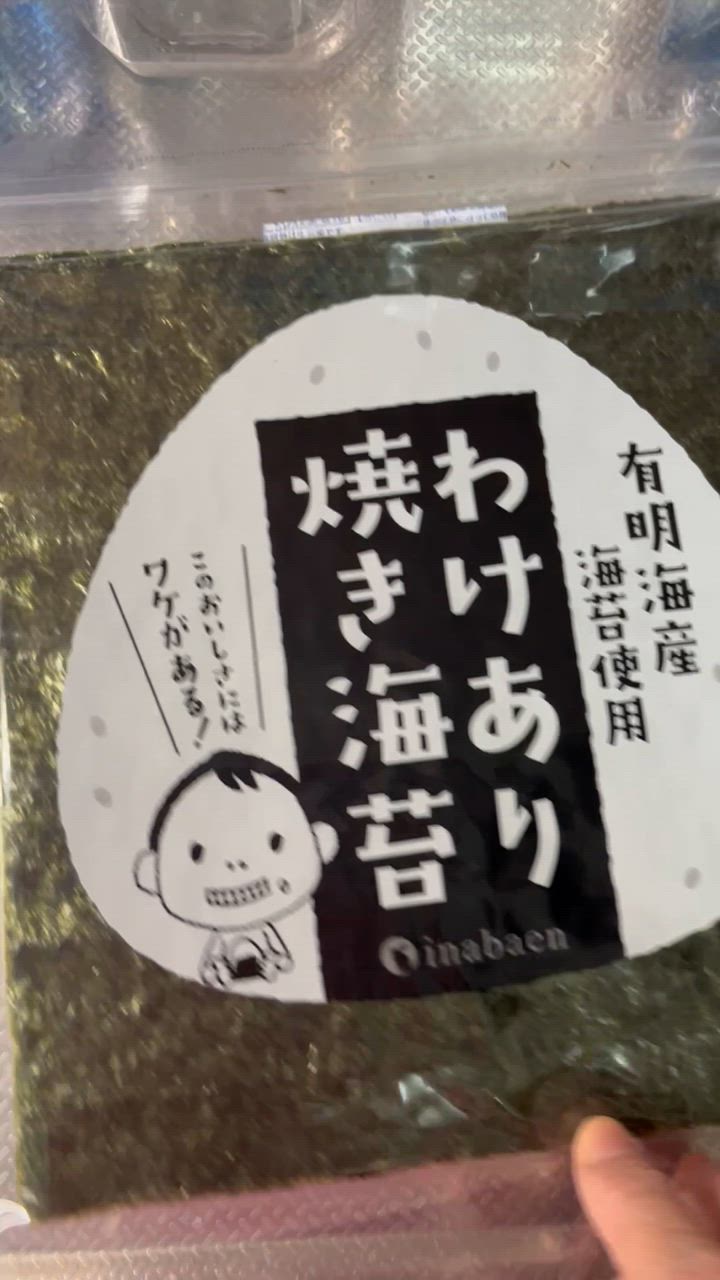 有明海産
海苔使用
わけあり
焼き海苔
このおいしさには
ワケがある!
inabaen